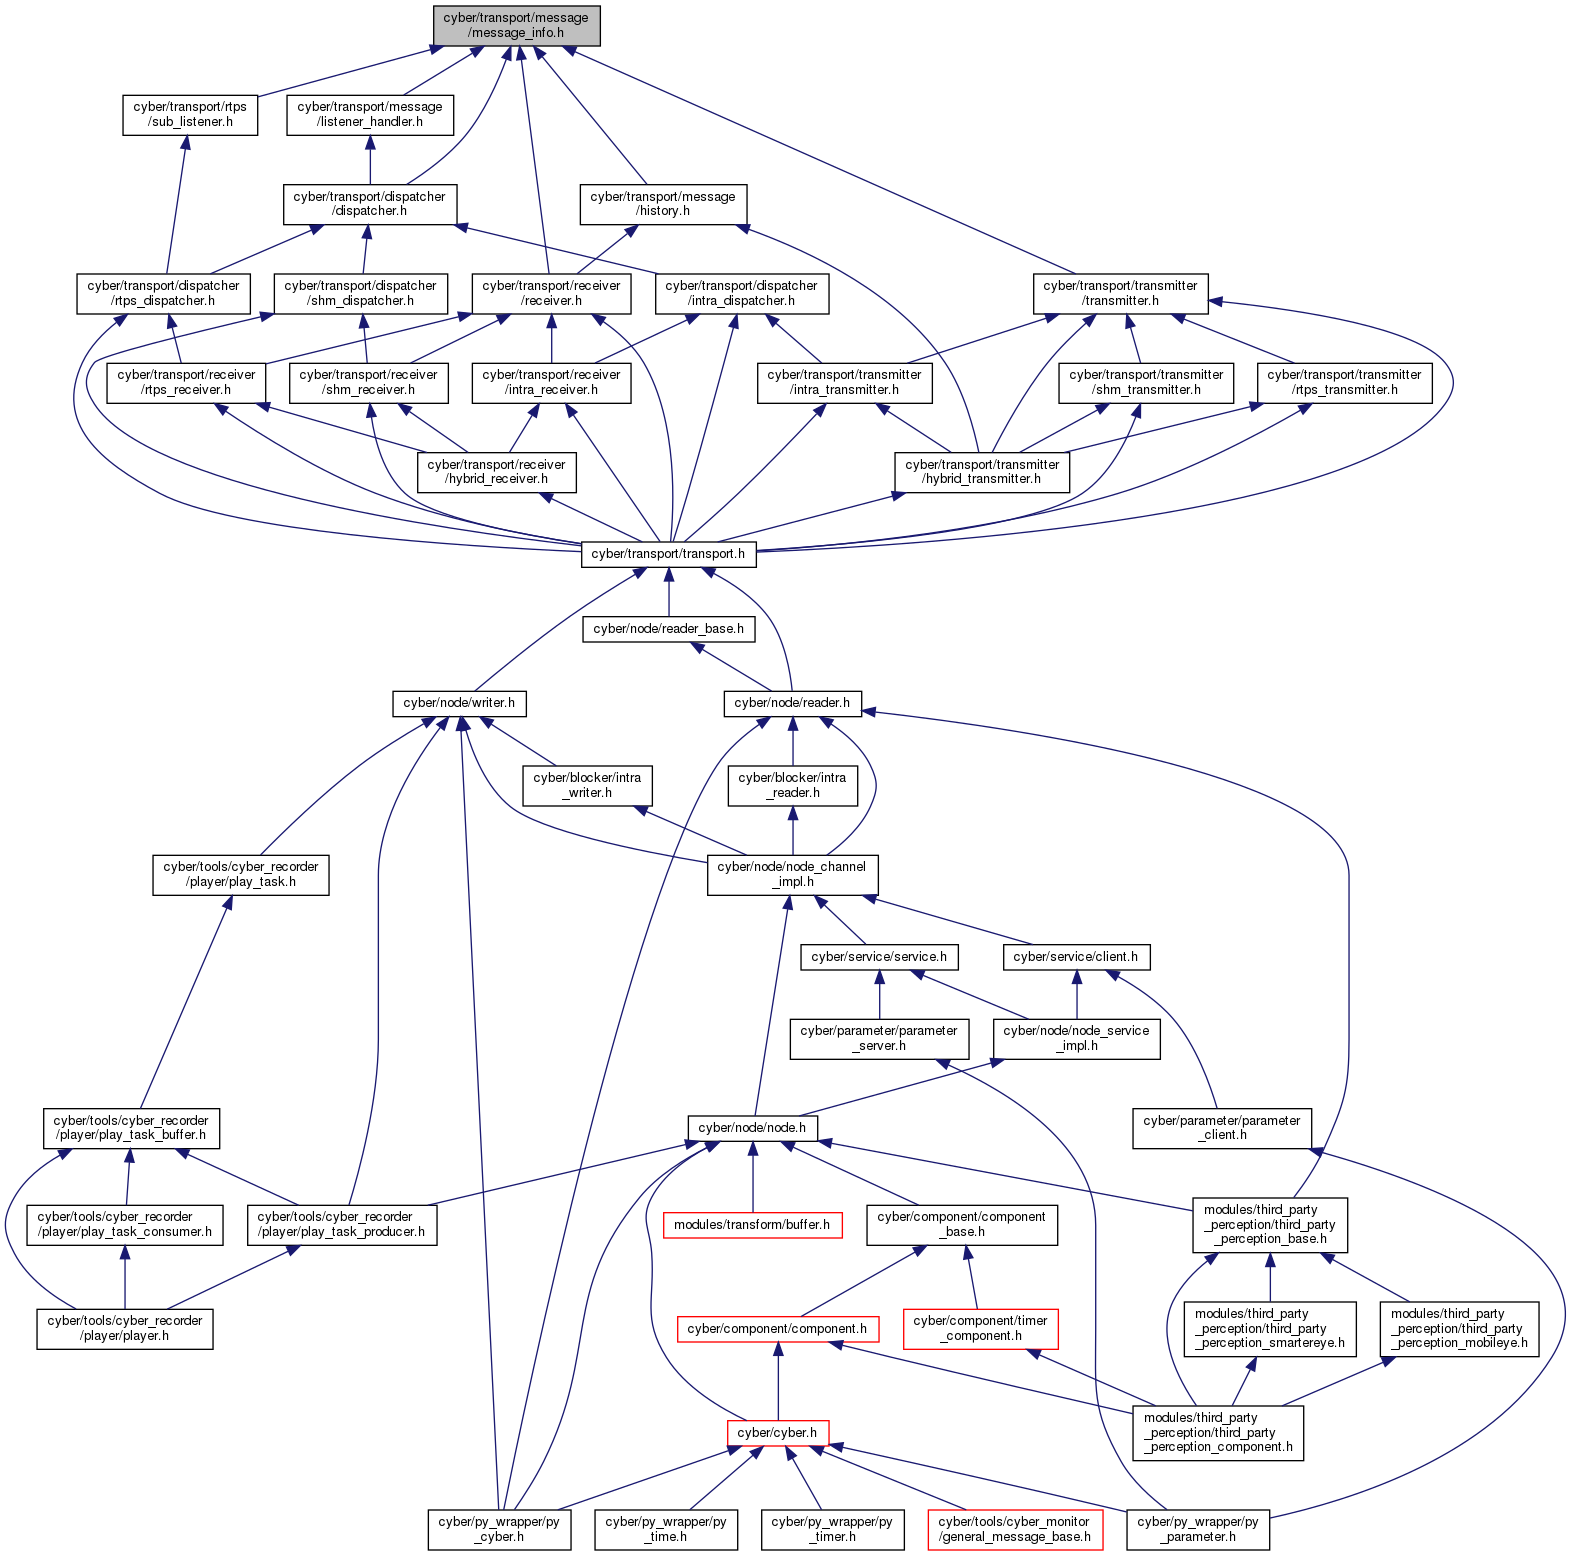 cyber/transport/message
/message_info.h
cyber/transport/rtps
/sub_listener.h
cyber/transport/message
/listener_handler.h
cyber/transport/dispatcher
/dispatcher.h
cyber/transport/message
/history.h
cyber/transport/dispatcher
/rtps_dispatcher.h
cyber/transport/dispatcher
/shm_dispatcher.h
cyber/transport/receiver
/receiver.h
cyber/transport/dispatcher
/intra_dispatcher.h
cyber/transport/transmitter
/transmitter.h
cyber/transport/receiver
/rtps_receiver.h
cyber/transport/receiver
/shm_receiver.h
cyber/transport/receiver
/intra_receiver.h
cyber/transport/transmitter
/intra_transmitter.h
cyber/transport/transmitter
/shm_transmitter.h
cyber/transport/transmitter
/rtps_transmitter.h
cyber/transport/receiver
/hybrid_receiver.h
cyber/transport/transmitter
/hybrid_transmitter.h
cyber/transport/transport.h
cyber/node/reader_base.h
cyber/node/writer.h
cyber/node/reader.h
cyber/blocker/intra
_writer.h
cyber/blocker/intra
_reader.h
cyber/tools/cyber_recorder
/player/play_task.h
cyber/node/node_channel
_impl.h
cyber/service/service.h
cyber/service/client.h
cyber/parameter/parameter
_server.h
cyber/node/node_service
_impl.h
cyber/tools/cyber_recorder
/player/play_task_buffer.h
cyber/node/node.h
cyber/parameter/parameter
_client.h
cyber/tools/cyber_recorder
/player/play_task_consumer.h
cyber/tools/cyber_recorder
/player/play_task_producer.h
modules/transform/buffer.h
cyber/component/component
_base.h
modules/third_party
_perception/third_party
_perception_base.h
cyber/tools/cyber_recorder
/player/player.h
cyber/component/component.h
cyber/component/timer
_component.h
modules/third_party
_perception/third_party
_perception_smartereye.h
modules/third_party
_perception/third_party
_perception_mobileye.h
cyber/cyber.h
modules/third_party
_perception/third_party
_perception_component.h
cyber/py_wrapper/py
_cyber.h
cyber/py_wrapper/py
_time.h
cyber/py_wrapper/py
_timer.h
cyber/tools/cyber_monitor
/general_message_base.h
cyber/py_wrapper/py
_parameter.h